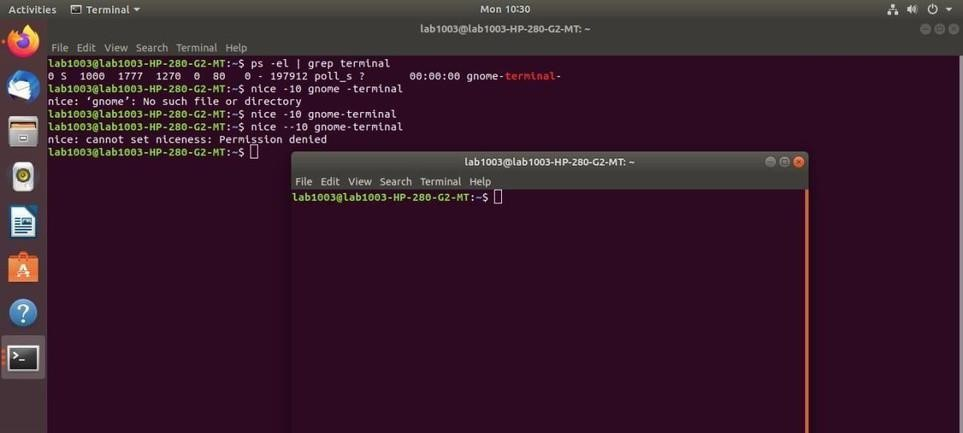 Activities
Terminal
Mon 10:30
lab1003@lab1003-HP-280-G2-MT: ~
File Edit View Search Terminal Help
lab1003@lab1003-HP-280-G2-MT:~$ ps -el | grep terminal
0 S 1000 1777 1270 0 80 0 - 197912 poll_s ? 00:00:00 gnome-terminal-
lab1003@lab1003-HP-280-G2-MT:~$ nice -10 gnome -terminal
nice: ‘gnome’: No such file or directory
lab1003@lab1003-HP-280-G2-MT:~$ nice -10 gnome-terminal
lab1003@lab1003-HP-280-G2-MT:~$ nice --10 gnome-terminal
nice: cannot set niceness: Permission denied
lab1003@lab1003-HP-280-G2-MT:~$
lab1003@lab1003-HP-280-G2-MT: ~
File Edit View Search Terminal Help
lab1003@lab1003-HP-280-G2-MT:~$